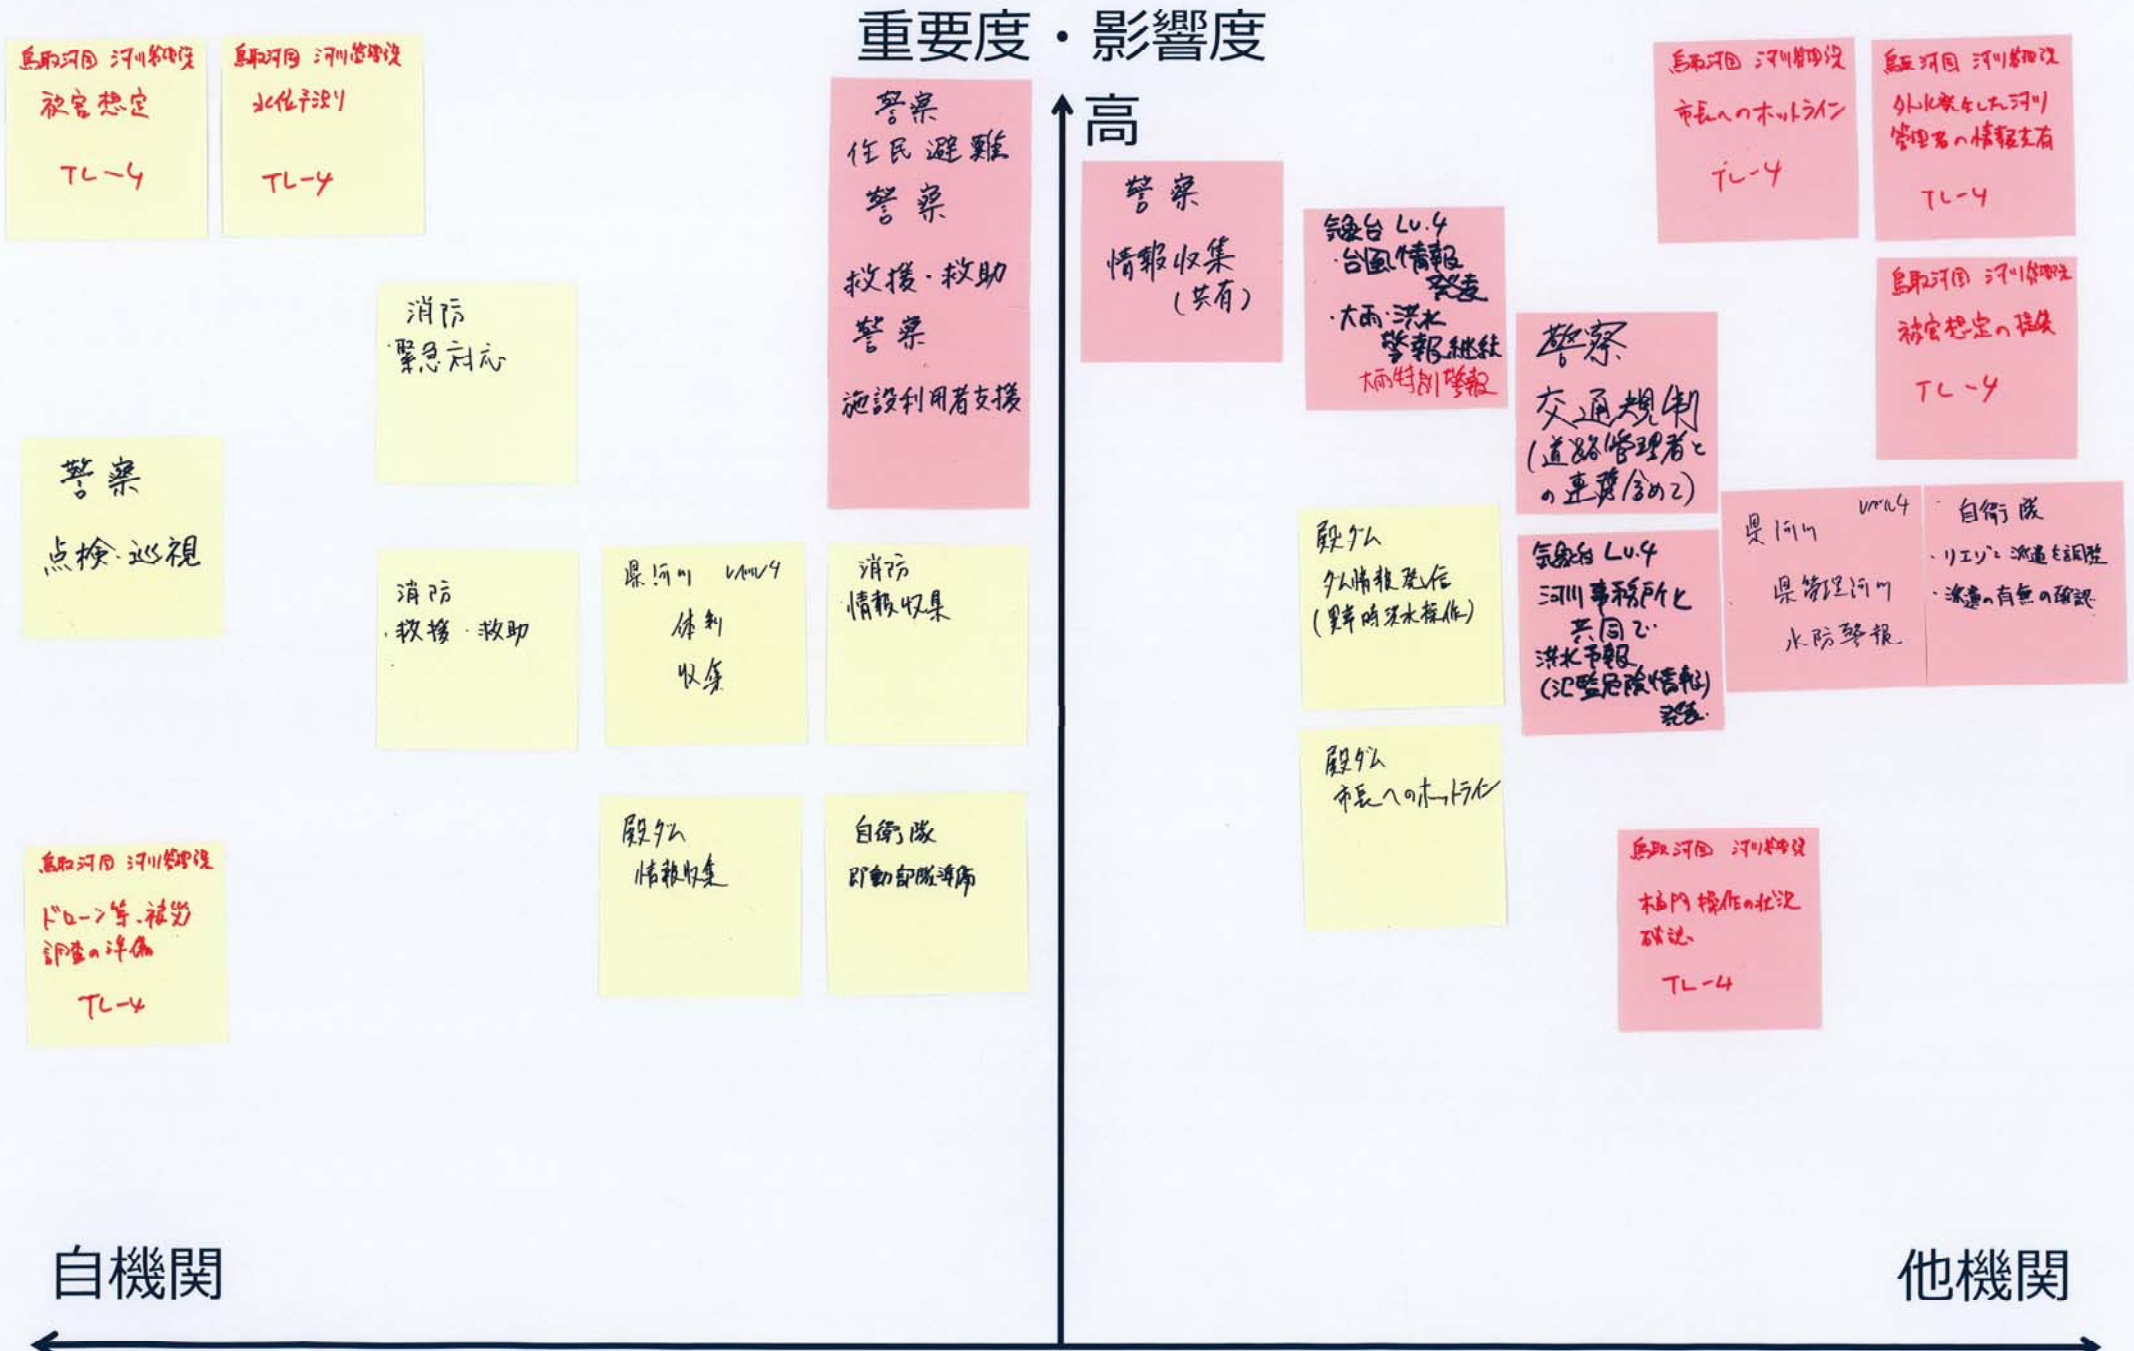 重要度・影響度
高
鳥取河国 河川管理課
被害想定
TL-4
鳥取河国 河川管理課
水位予測
TL-4
警察
住民避難
警察
救援・救助
警察
施設利用者支援
消防
・緊急対応
警察
点検・巡視
消防
・救援・救助
県河川 レベル4
体制
収集
消防
・情報収集
鳥取河国 河川管理課
ドローン等、被災
調査の準備
TL-4
殿ダム
情報収集
自衛隊
即動部隊準備
警察
情報収集
(共有)
気象台 Lv.4
・台風情報
発表
・大雨・洪水
警報継続
大雨特別警報
鳥取河国 河川管理課
市長へのホットライン
TL-4
鳥取河国 河川管理課
発生した河川
管理者の情報共有
TL-4
鳥取河国 河川管理課
被害想定の提供
TL-4
警察
交通規制
(道路管理者と
の連携含めて)
殿ダム
ダム情報発信
(異常時洪水操作)
気象台 Lv.4
河川事務所と
共同で
洪水予報
(氾濫危険情報)
発表.
県河川 レベル4
県管理河川
水防警報
自衛隊
・リエゾン派遣を調整
・派遣の有無の確認
殿ダム
市長へのホットライン
鳥取河国 河川管理課
樋門操作の状況
確認
TL-4
自機関
他機関